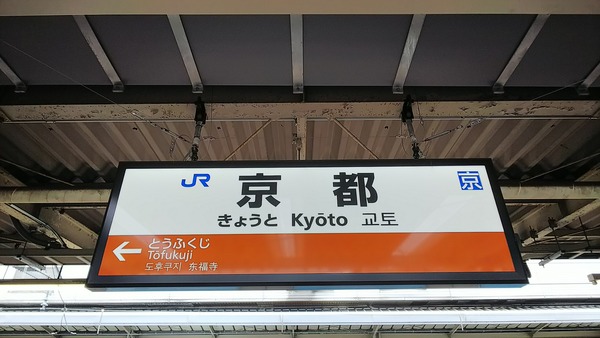 JR 京都 京
きょうと Kyōto 교토
とうふくじ
Tōfukuji
도후쿠지 东福寺